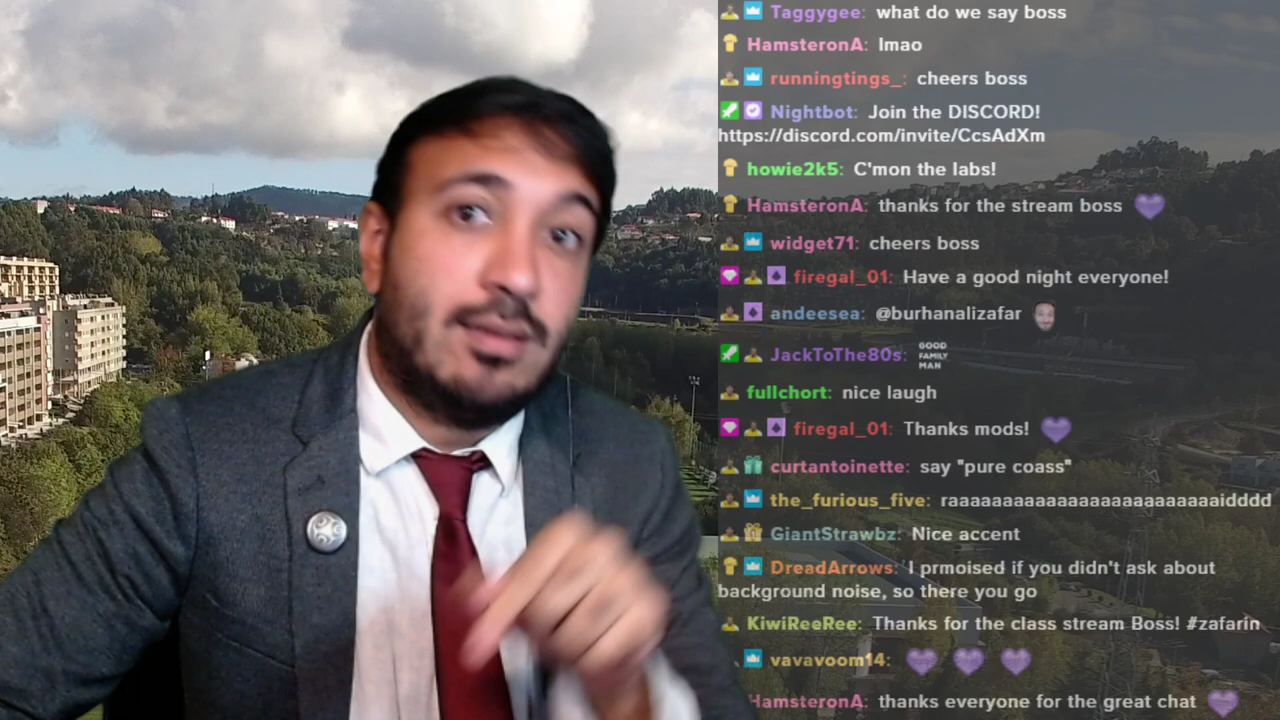 Taggygee: what do we say boss
HamsteronA: lmao
runningtings_: cheers boss
Nightbot: Join the DISCORD!
https://discord.com/invite/CcsAdXm
howie2k5: C'mon the labs!
HamsteronA: thanks for the stream boss
widget71: cheers boss
firegal_01: Have a good night everyone!
andeesea: @burhanalizafar
JackToThe80s: GOOD
FAMILY
MAN
fullchort: nice laugh
firegal_01: Thanks mods!
curtantoinette: say "pure coass"
the_furious_five: raaaaaaaaaaaaaaaaaaaaaaaaidddd
GiantStrawbz: Nice accent
DreadArrows: I prmoised if you didn't ask about
background noise, so there you go
KiwiReeRee: Thanks for the class stream Boss! #zafarin
vavavoom14:
HamsteronA: thanks everyone for the great chat